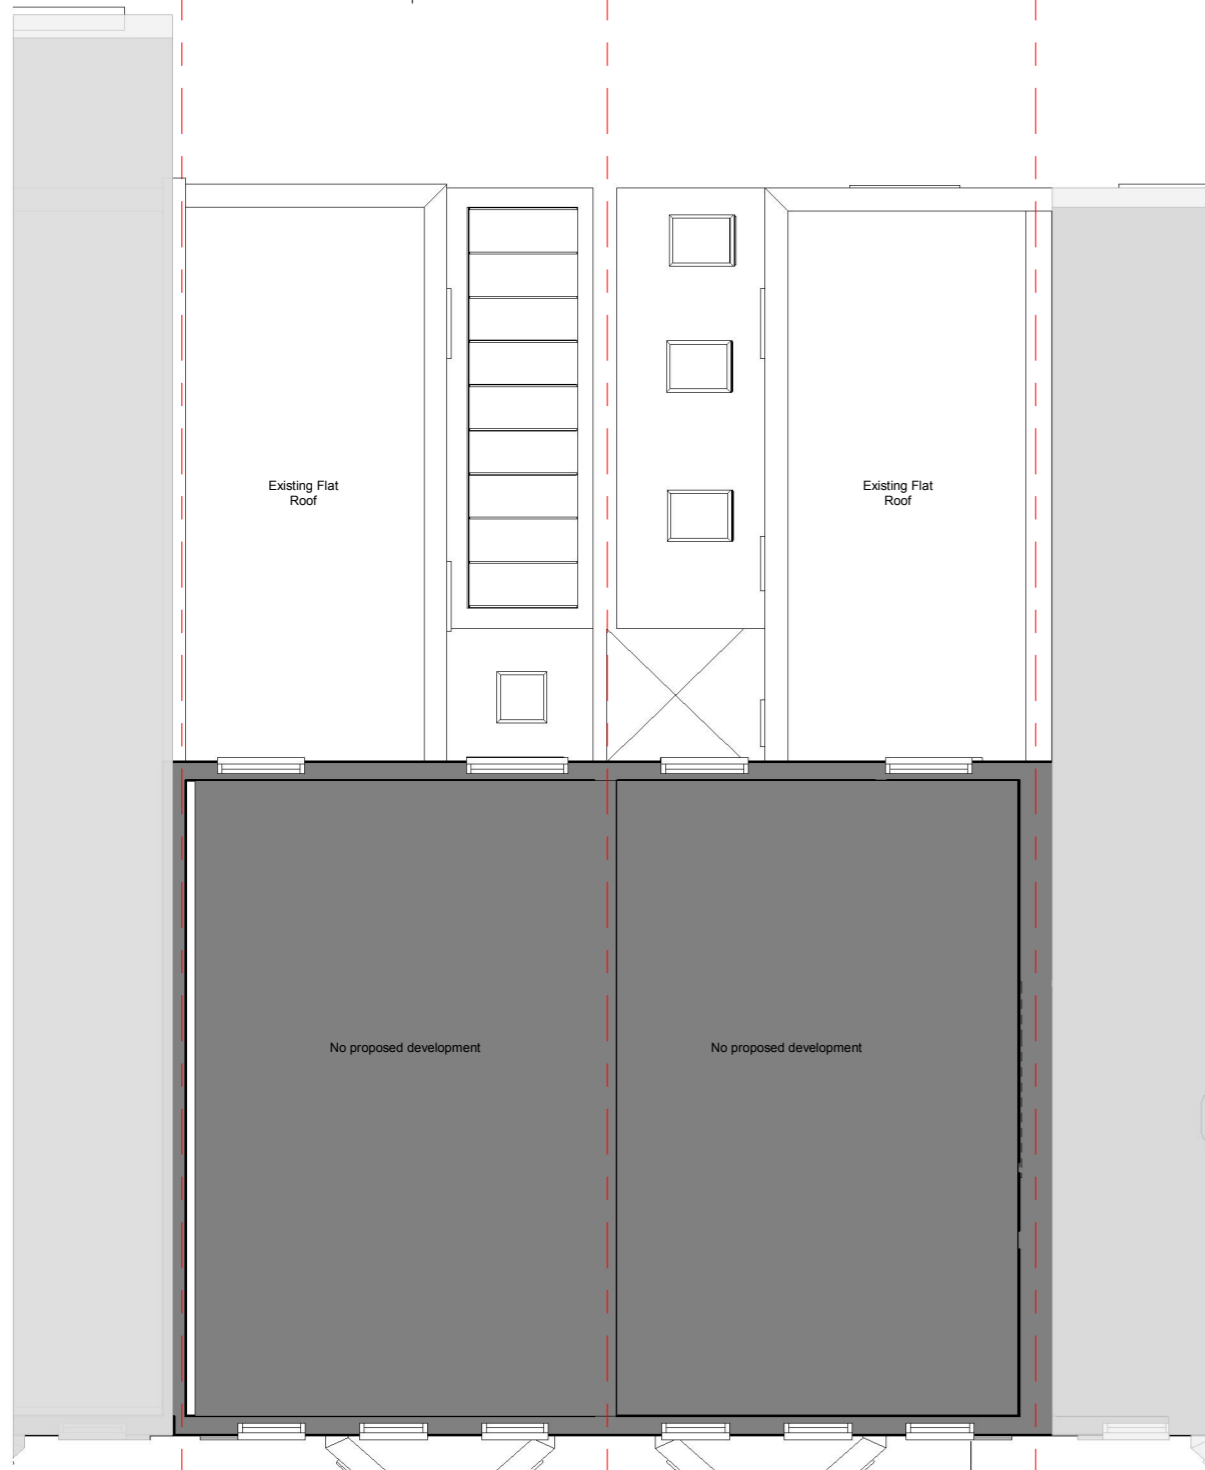 Existing Flat
Roof
Existing Flat
Roof
No proposed development
No proposed development